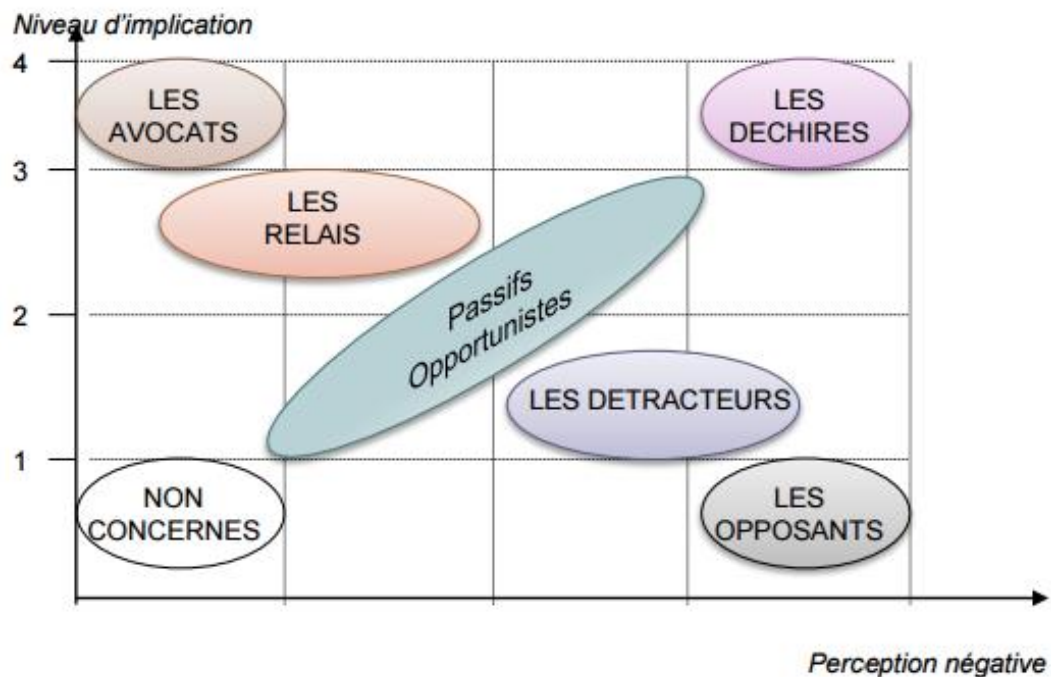 Niveau d'implication
4
LES
AVOCATS
LES
DECHIRES
3
LES
RELAIS
Passifs
Opportunistes
2
LES DETRACTEURS
1
NON
CONCERNES
LES
OPPOSANTS
Perception négative